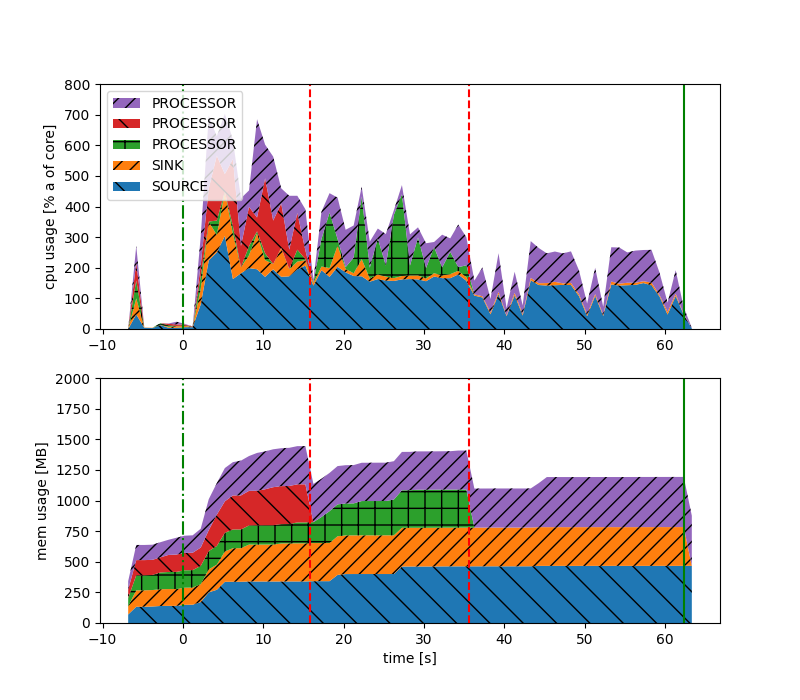 800
700
600
500
400
300
200
100
0
cpu usage [% a of core]
PROCESSOR
PROCESSOR
PROCESSOR
SINK
SOURCE
−10 0 10 20 30 40 50 60
2000
1750
1500
1250
1000
750
500
250
0
mem usage [MB]
−10 0 10 20 30 40 50 60
time [s]